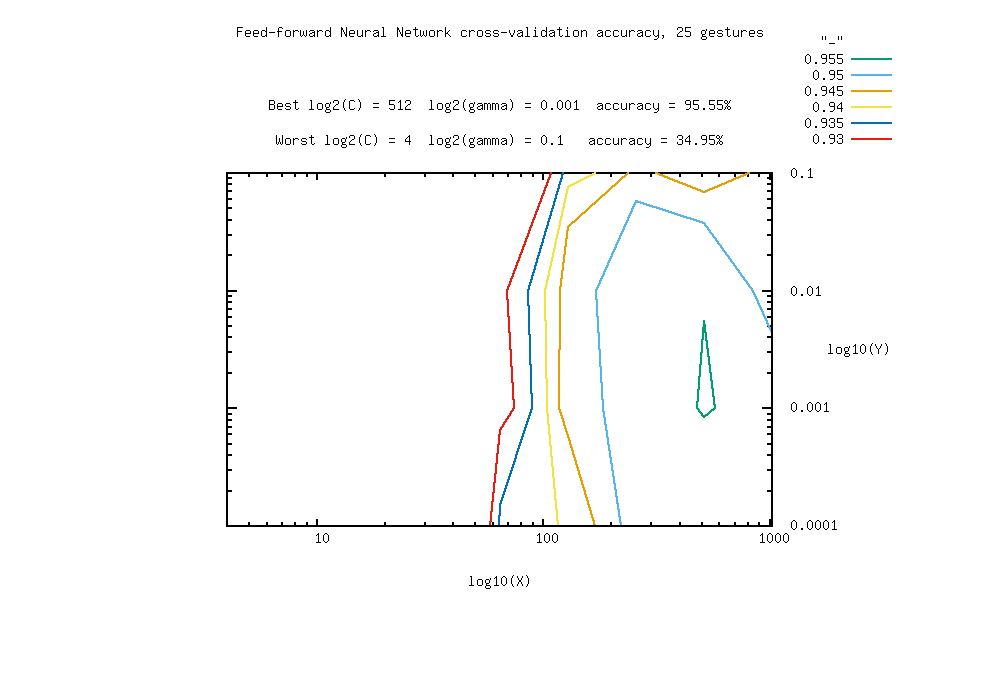 Feed-forward Neural Network cross-validation accuracy, 25 gestures
"_"
0.955
0.95
0.945
0.94
0.935
0.93
Best log2(C) = 512  log2(gamma) = 0.001  accuracy = 95.55%
Worst log2(C) = 4  log2(gamma) = 0.1   accuracy = 34.95%
0.1
0.01
log10(Y)
0.001
0.0001
10 100 1000
log10(X)